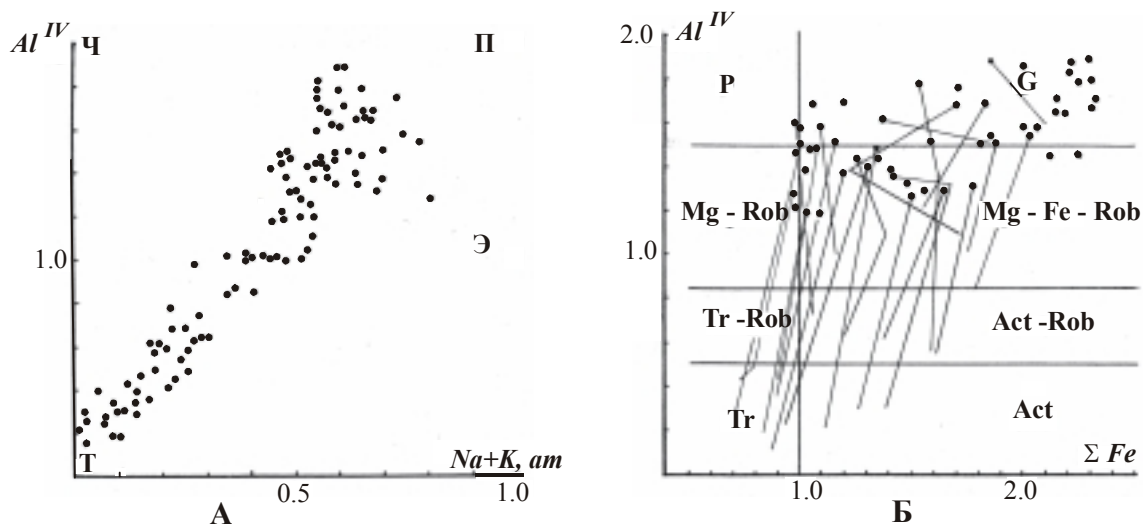 Al IV
Ч
П
1.0
Э
Т
Na+K, am
0.5
1.0
А
Al IV
2.0
P
G
Mg - Rob
Mg - Fe - Rob
1.0
Tr -Rob
Act -Rob
Tr
Act
Σ Fe
1.0
2.0
Б